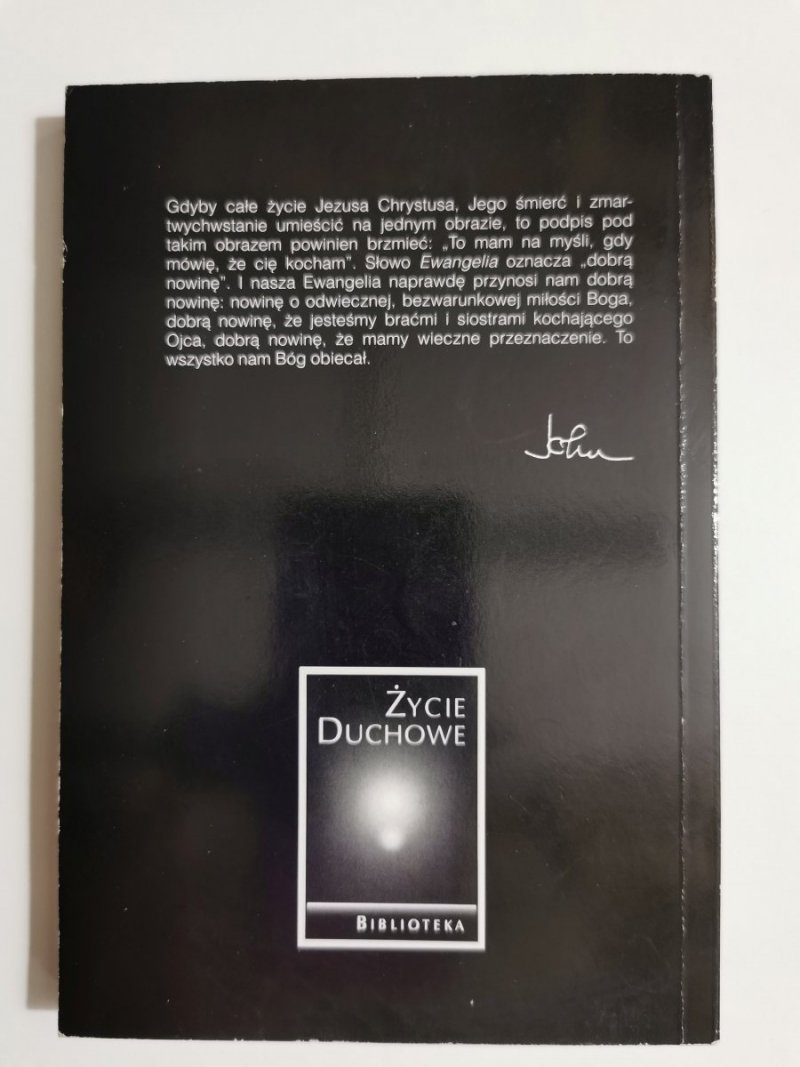 Gdyby całe życie Jezusa Chrystusa, Jego śmierć i zmar-
twychwstanie umieścić na jednym obrazie, to podpis pod
takim obrazem powinien brzmieć: „To mam na myśli, gdy
mówię, że cię kocham”. Słowo Ewangelia oznacza „dobrą
nowinę”. I nasza Ewangelia naprawdę przynosi nam dobrą
nowinę: nowinę o odwiecznej, bezwarunkowej miłości Boga,
dobrą nowinę, że jesteśmy braćmi i siostrami kochającego
Ojca, dobrą nowinę, że mamy wieczne przeznaczenie. To
wszystko nam Bóg obiecał.
John
ŻYCIE
DUCHOWE
BIBLIOTEKA